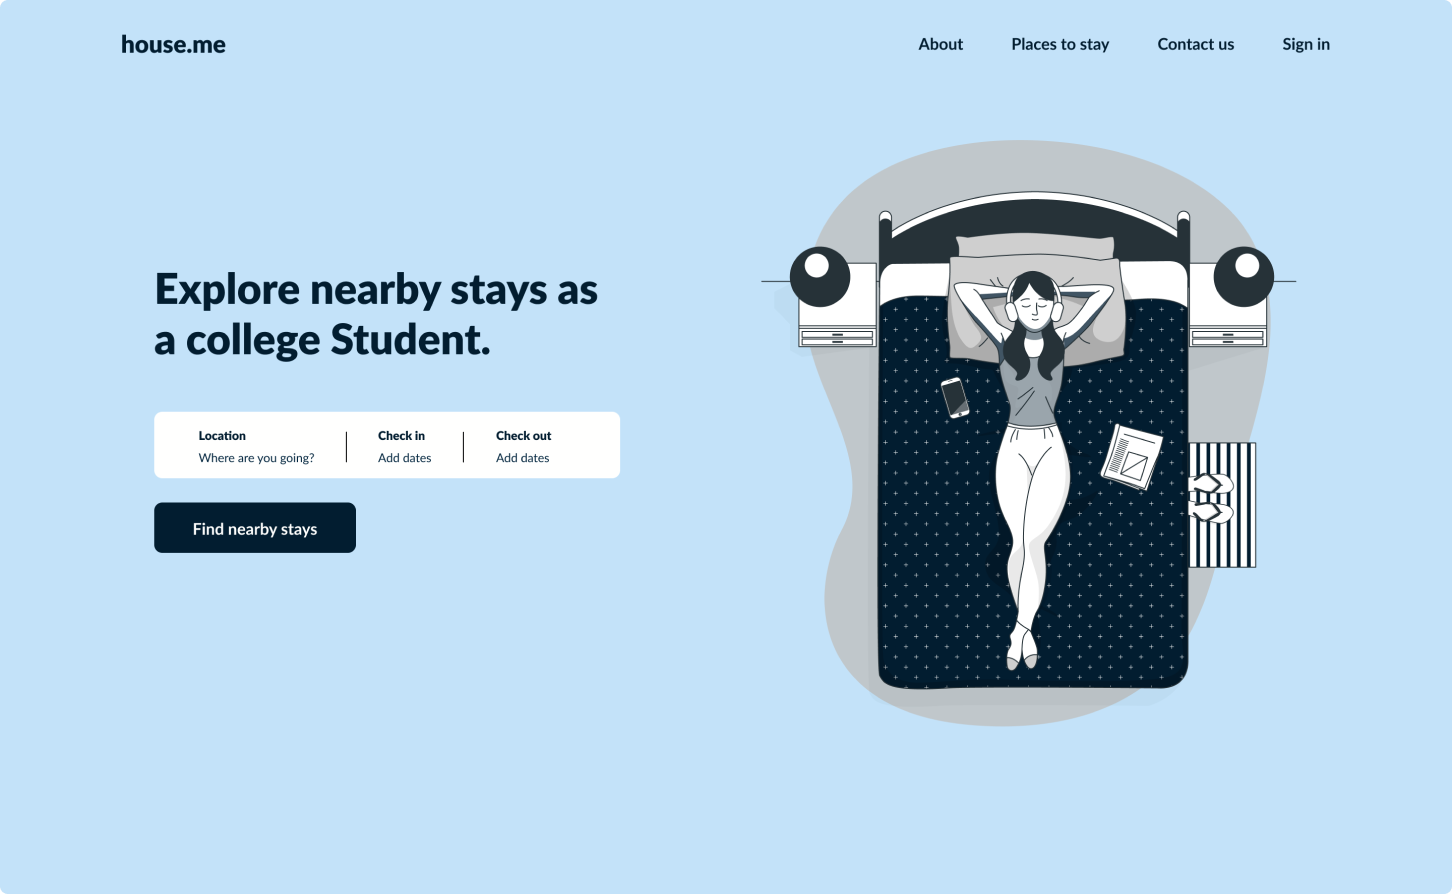 house.me
About
Places to stay
Contact us
Sign in
Explore nearby stays as
a college Student.
Location
Check in
Check out
Where are you going?
Add dates
Add dates
Find nearby stays